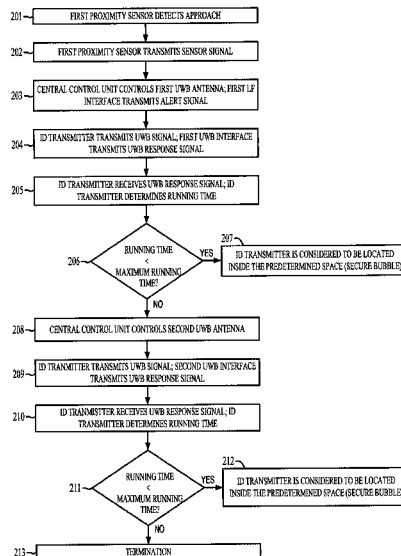 201
FIRST PROXIMITY SENSOR DETECTS APPROACH
202
FIRST PROXIMITY SENSOR TRANSMITS SENSOR SIGNAL
203
CENTRAL CONTROL UNIT CONTROLS FIRST UWB ANTENNA; FIRST LF
INTERFACE TRANSMITS ALERT SIGNAL
204
ID TRANSMITTER TRANSMITS UWB SIGNAL; FIRST UWB INTERFACE
TRANSMITS UWB RESPONSE SIGNAL
205
ID TRANSMITTER RECEIVES UWB RESPONSE SIGNAL; ID
TRANSMITTER DETERMINES RUNNING TIME
206
RUNNING TIME
<
MAXIMUM RUNNING
TIME?
YES
207
ID TRANSMITTER IS CONSIDERED TO BE LOCATED
INSIDE THE PREDETERMINED SPACE (SECURE BUBBLE)
NO
208
CENTRAL CONTROL UNIT CONTROLS SECOND UWB ANTENNA
209
ID TRANMITTER TRANSMITS UWB SIGNAL; SECOND UWB INTERFACE
TRANSMITS UWB RESPONSE SIGNAL
210
ID TRANMISTTER RECEIVES UWB RESPONSE SIGNAL; ID
TRANSMITTER DETERMINES RUNNING TIME
211
RUNNING TIME
<
MAXIMUM RUNNING
TIME?
YES
212
ID TRANSMITTER IS CONSIDERED TO BE LOCATED
INSIDE THE PREDETERMINED SPACE (SECURE BUBBLE)
NO
213
TERMINATION